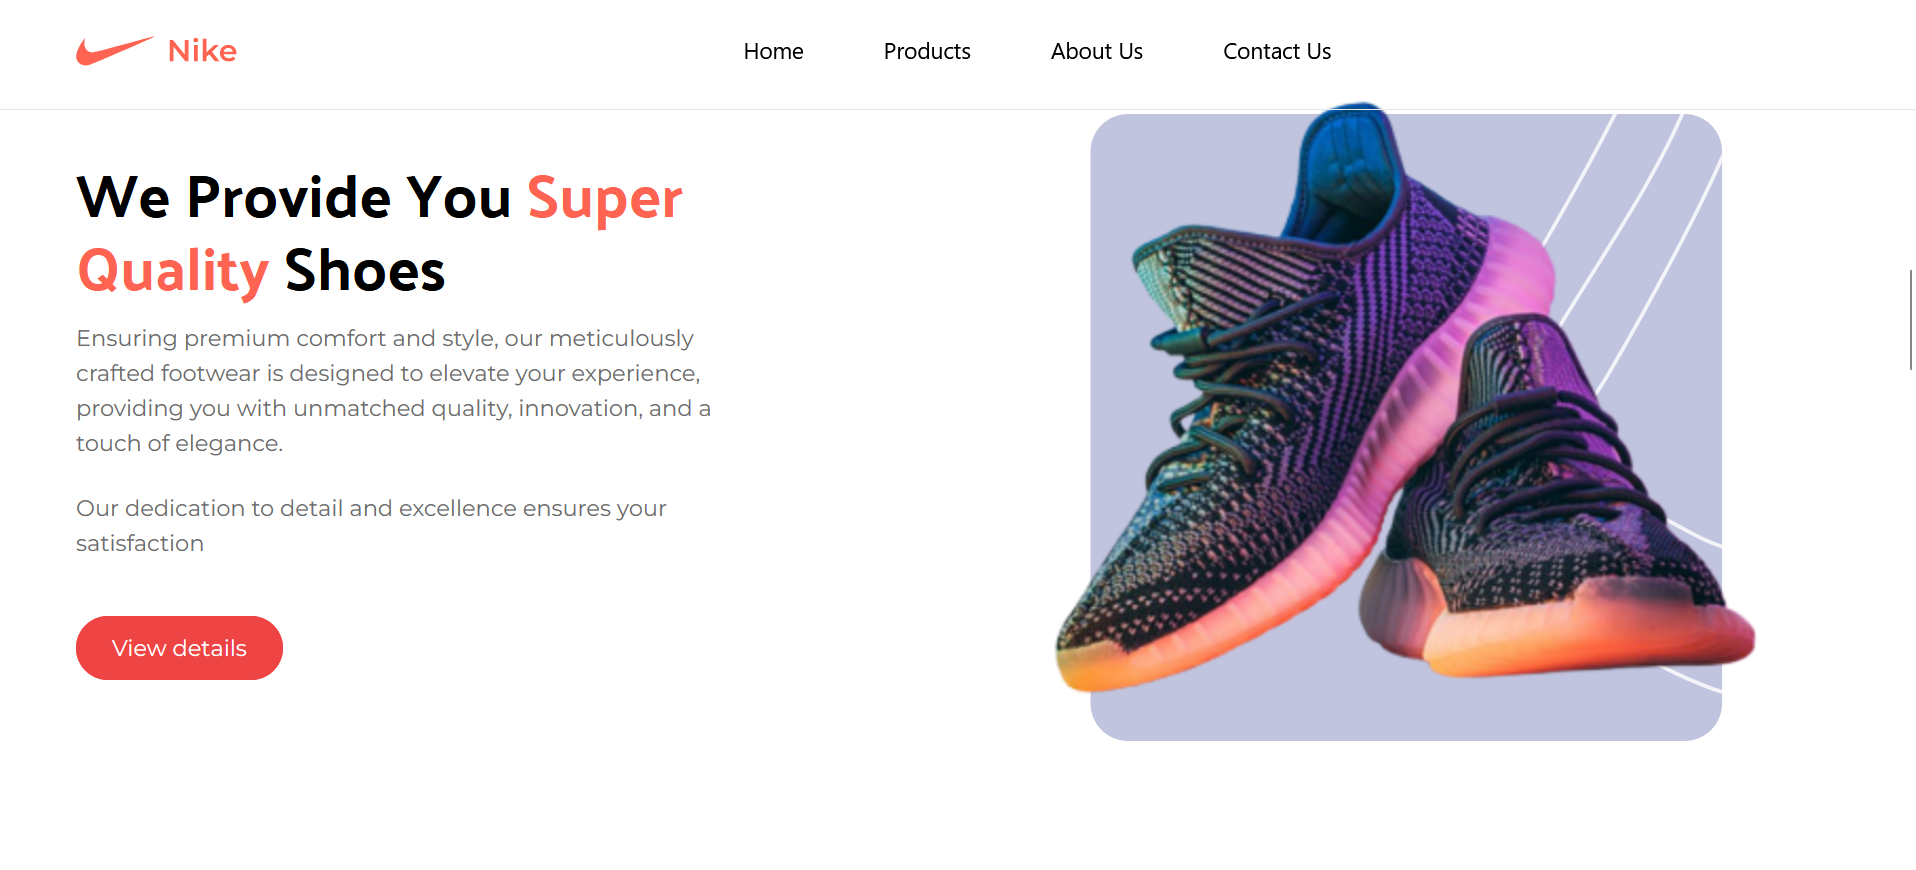 Nike
Home
Products
About Us
Contact Us
We Provide You Super
Quality Shoes
Ensuring premium comfort and style, our meticulously
crafted footwear is designed to elevate your experience,
providing you with unmatched quality, innovation, and a
touch of elegance.
Our dedication to detail and excellence ensures your
satisfaction
View details